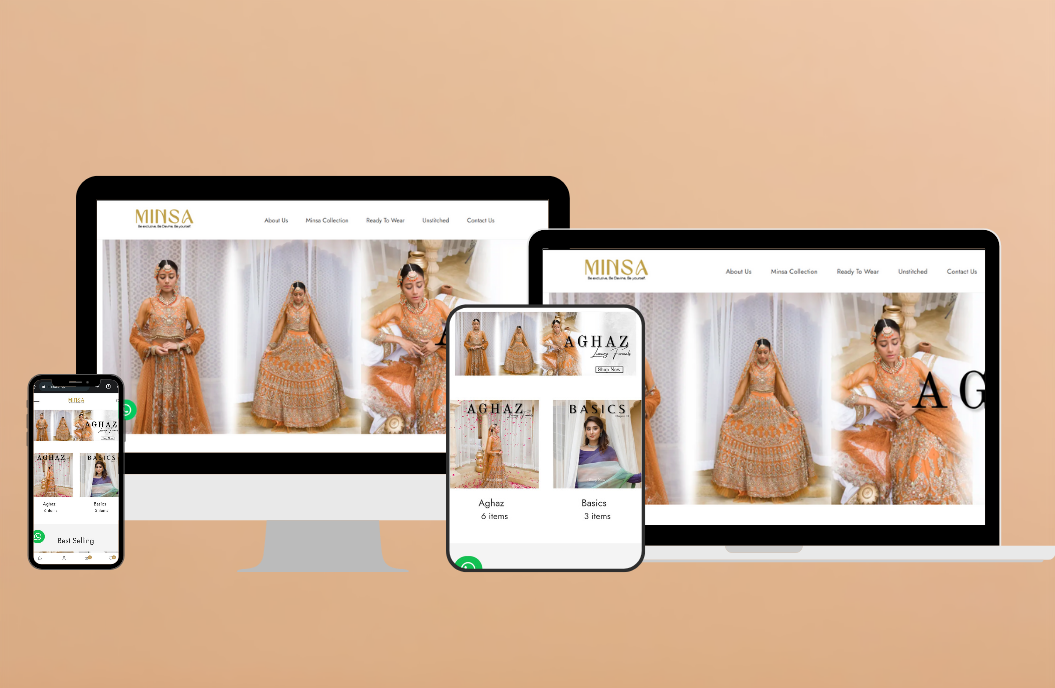 MINSA
Be exclusive, Be Devine, Be yourself
About Us Minsa Collection Ready To Wear Unstitched Contact Us
MINSA
Be exclusive, Be Devine, Be yourself
About Us Minsa Collection Ready To Wear Unstitched Contact Us
A G
AGHAZ
Luxury Formals
Shop Now
AGHAZ
BASICS
Aghaz
6 items
Basics
3 items
MINSA
AGHAZ
AGHAZ
BASICS
Aghaz
Basics
3 items
Best Selling